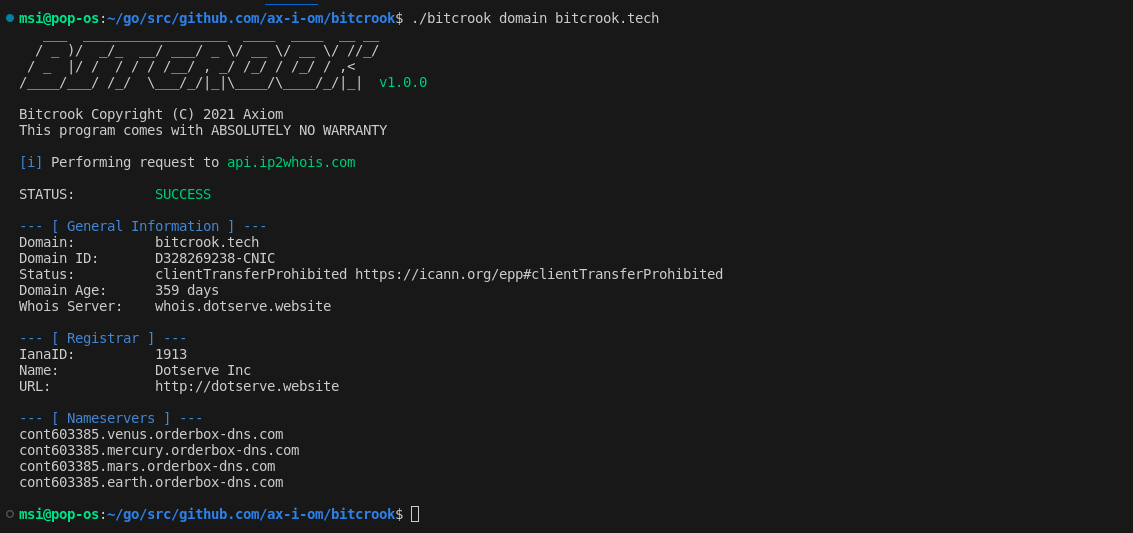 msi@pop-os:~/go/src/github.com/ax-i-om/bitcrook$ ./bitcrook domain bitcrook.tech
BITCROOK v1.0.0
Bitcrook Copyright (C) 2021 Axiom
This program comes with ABSOLUTELY NO WARRANTY
[i] Performing request to api.ip2whois.com
STATUS: SUCCESS
--- [ General Information ] ---
Domain: bitcrook.tech
Domain ID: D328269238-CNIC
Status: clientTransferProhibited https://icann.org/epp#clientTransferProhibited
Domain Age: 359 days
Whois Server: whois.dotserve.website
--- [ Registrar ] ---
IanaID: 1913
Name: Dotserve Inc
URL: http://dotserve.website
--- [ Nameservers ] ---
cont603385.venus.orderbox-dns.com
cont603385.mercury.orderbox-dns.com
cont603385.mars.orderbox-dns.com
cont603385.earth.orderbox-dns.com
msi@pop-os:~/go/src/github.com/ax-i-om/bitcrook$